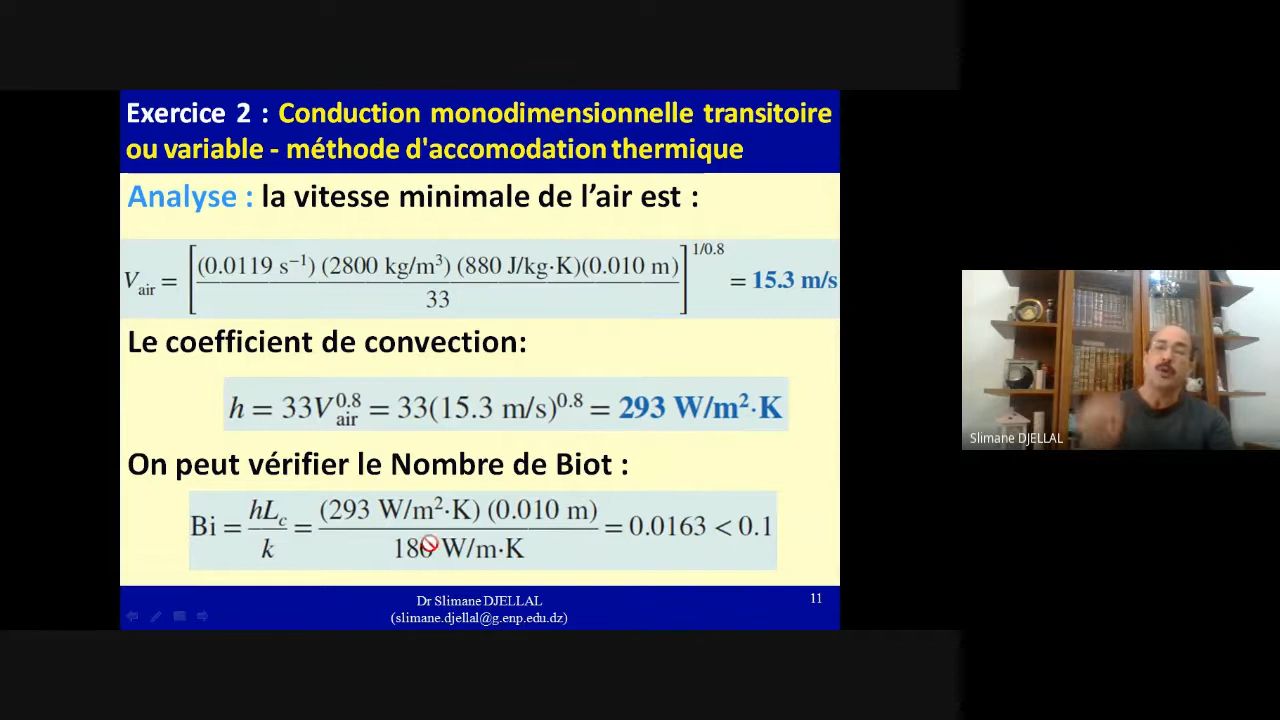 Exercice 2 : Conduction monodimensionnelle transitoire
ou variable - méthode d'accomodation thermique
Analyse : la vitesse minimale de l’air est :
V_air = [(0.0119 s⁻¹) (2800 kg/m³) (880 J/kg·K)(0.010 m) / 33]^1/0.8 = 15.3 m/s
Le coefficient de convection:
h = 33V_air^0.8 = 33(15.3 m/s)^0.8 = 293 W/m²·K
On peut vérifier le Nombre de Biot :
Bi = hL_c / k = (293 W/m²·K) (0.010 m) / 180 W/m·K = 0.0163 < 0.1
Dr Slimane DJELLAL
(slimane.djellal@g.enp.edu.dz)
11
Slimane DJELLAL